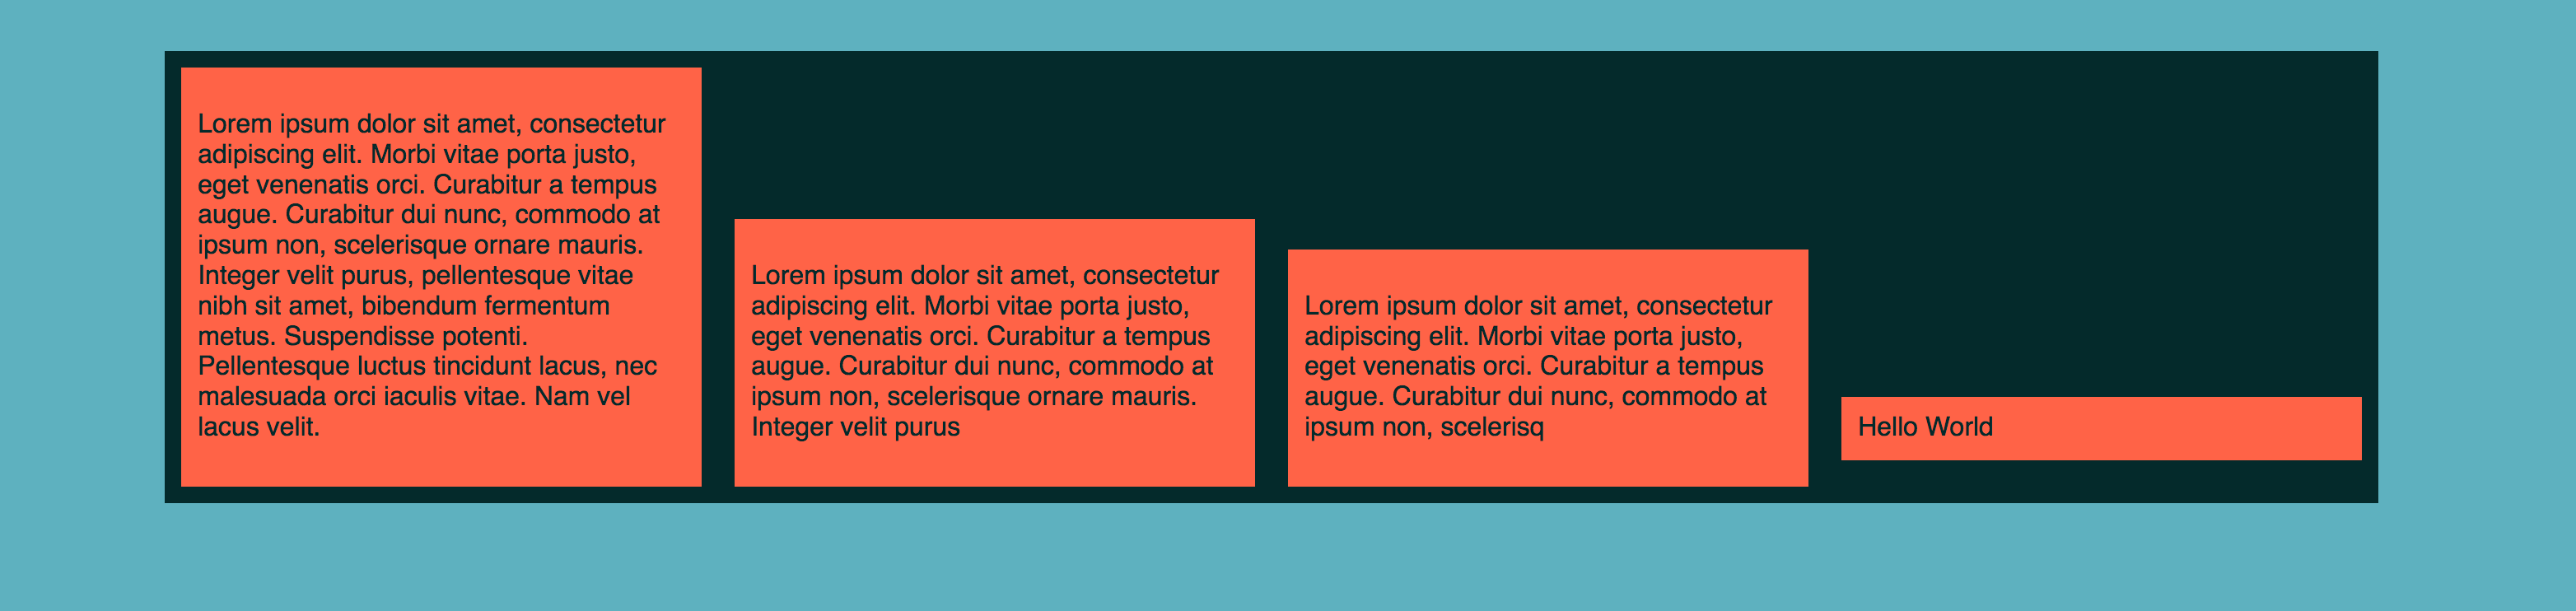 Lorem ipsum dolor sit amet, consectetur
adipiscing elit. Morbi vitae porta justo,
eget venenatis orci. Curabitur a tempus
augue. Curabitur dui nunc, commodo at
ipsum non, scelerisque ornare mauris.
Integer velit purus, pellentesque vitae
nibh sit amet, bibendum fermentum
metus. Suspendisse potenti.
Pellentesque luctus tincidunt lacus, nec
malesuada orci iaculis vitae. Nam vel
lacus velit.
Lorem ipsum dolor sit amet, consectetur
adipiscing elit. Morbi vitae porta justo,
eget venenatis orci. Curabitur a tempus
augue. Curabitur dui nunc, commodo at
ipsum non, scelerisque ornare mauris.
Integer velit purus
Lorem ipsum dolor sit amet, consectetur
adipiscing elit. Morbi vitae porta justo,
eget venenatis orci. Curabitur a tempus
augue. Curabitur dui nunc, commodo at
ipsum non, scelerisq
Hello World